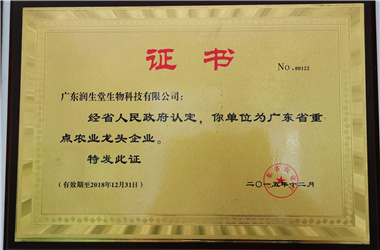 证书
No.00122
广东润生堂生物科技有限公司：
经省人民政府认定，你单位为广东省重
点农业龙头企业。
特发此证
（有效期至2018年12月31日）
二〇一五年十二月